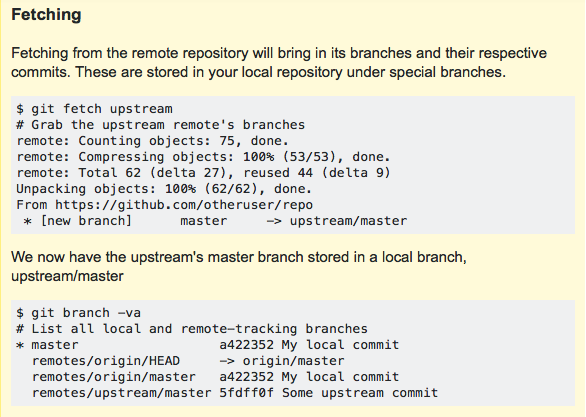 Fetching
Fetching from the remote repository will bring in its branches and their respective
commits. These are stored in your local repository under special branches.
$ git fetch upstream
# Grab the upstream remote's branches
remote: Counting objects: 75, done.
remote: Compressing objects: 100% (53/53), done.
remote: Total 62 (delta 27), reused 44 (delta 9)
Unpacking objects: 100% (62/62), done.
From https://github.com/otheruser/repo
 * [new branch]      master     -> upstream/master
We now have the upstream's master branch stored in a local branch,
upstream/master
$ git branch -va
# List all local and remote-tracking branches
* master                  a422352 My local commit
  remotes/origin/HEAD     -> origin/master
  remotes/origin/master   a422352 My local commit
  remotes/upstream/master 5fdff0f Some upstream commit